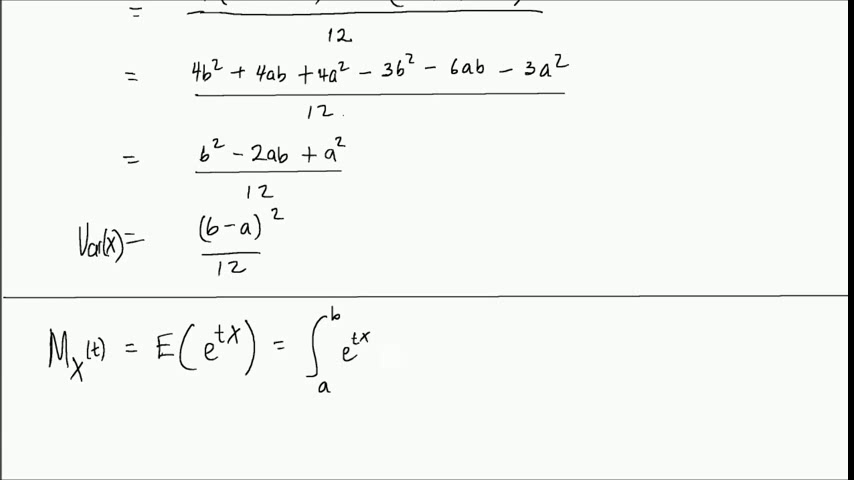 =
12
= 4b² + 4ab + 4a² − 3b² − 6ab − 3a²
12
= b² − 2ab + a²
12
Var(X) = (b−a)²
12
M_X(t) = E(e^{tX}) = ∫_a^b e^{tx}